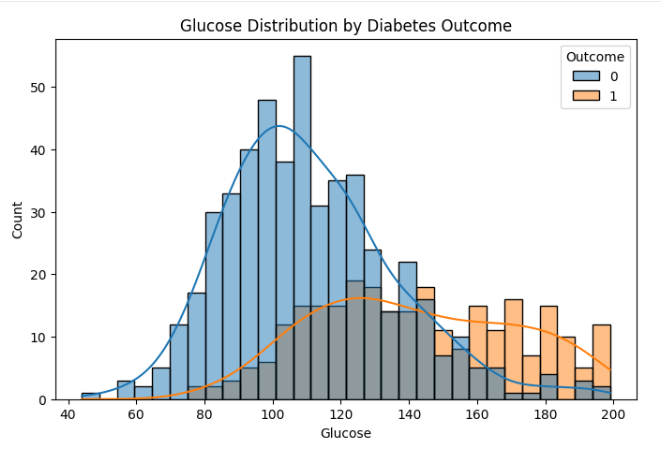 Glucose Distribution by Diabetes Outcome
Outcome
0
1
50
40
30
20
10
0
Count
40 60 80 100 120 140 160 180 200
Glucose